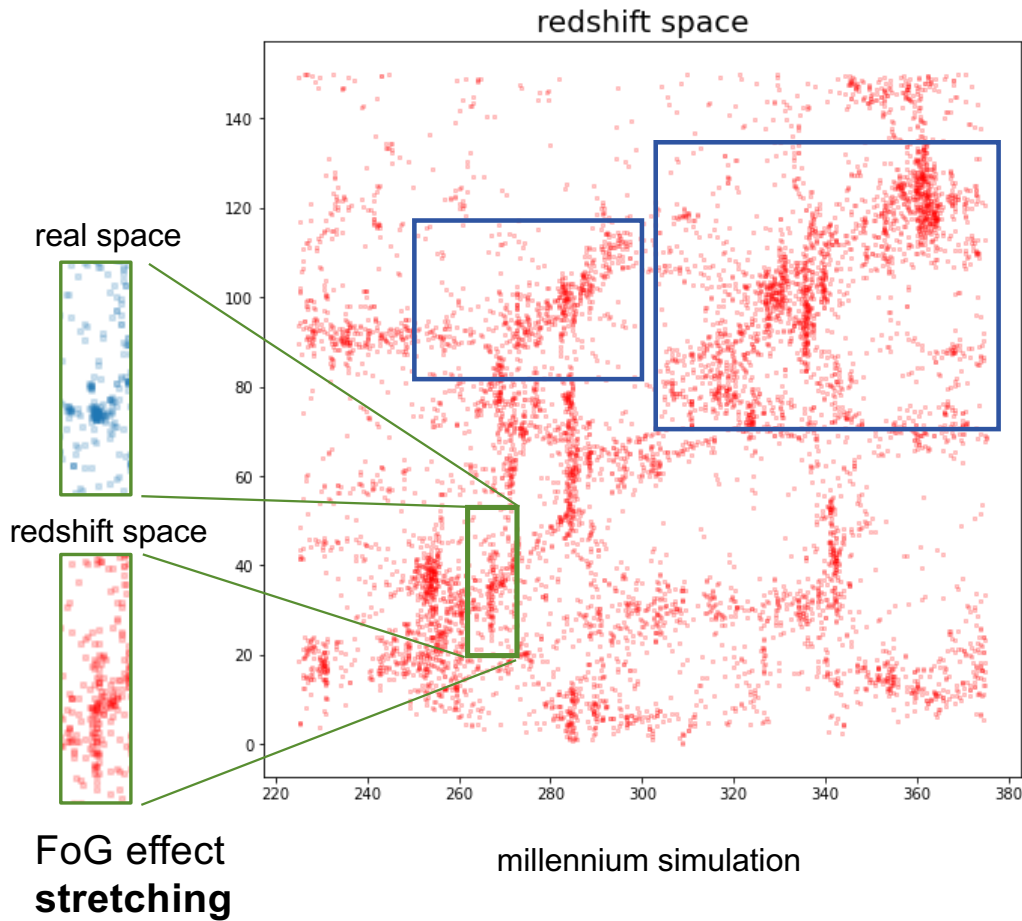 redshift space
140
120
100
80
60
40
20
0
220 240 260 280 300 320 340 360 380
real space
redshift space
FoG effect
stretching
millennium simulation